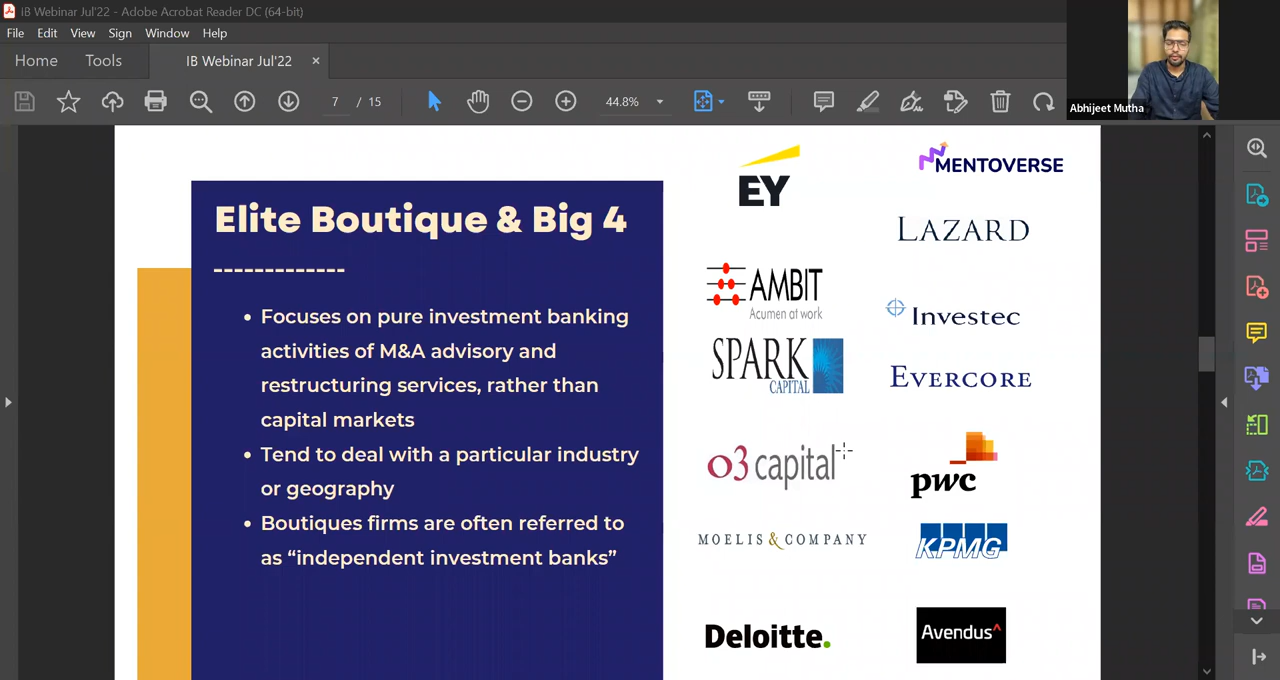 IB Webinar Jul'22 - Adobe Acrobat Reader DC (64-bit)
File Edit View Sign Window Help
Home Tools IB Webinar Jul'22 ×
7 / 15 44.8%
Abhijeet Mutha
Elite Boutique & Big 4
-------------
• Focuses on pure investment banking
activities of M&A advisory and
restructuring services, rather than
capital markets
• Tend to deal with a particular industry
or geography
• Boutiques firms are often referred to
as “independent investment banks”
EY
MENTOVERSE
LAZARD
AMBIT
Acumen at work
Investec
SPARK
CAPITAL
EVERCORE
o3 capital
pwc
MOELIS & COMPANY
KPMG
Deloitte.
Avendus^